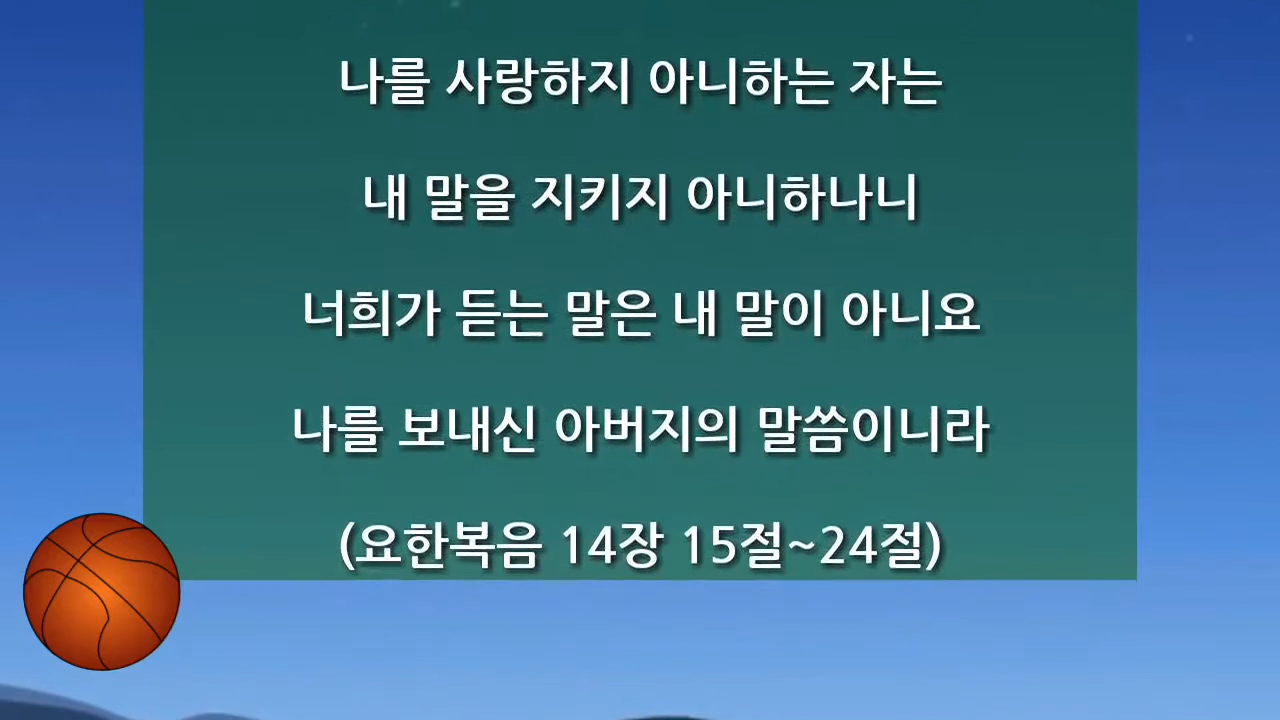 나를 사랑하지 아니하는 자는
내 말을 지키지 아니하나니
너희가 듣는 말은 내 말이 아니요
나를 보내신 아버지의 말씀이니라
(요한복음 14장 15절~24절)